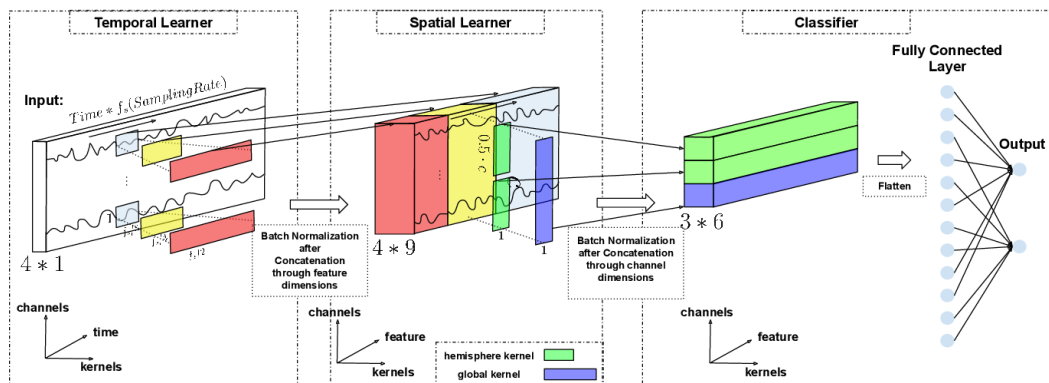 Temporal Learner
Spatial Learner
Classifier
Input:
Time * f_s(SamplingRate)
1
4 * 1
Batch Normalization
after
Concatenation
through feature
dimensions
0.5 · c
1
1
4 * 9
Batch Normalization
after Concatenation
through channel
dimensions
3 * 6
Flatten
Fully Connected
Layer
Output
channels
time
kernels
channels
feature
kernels
hemisphere kernel
global kernel
channels
feature
kernels